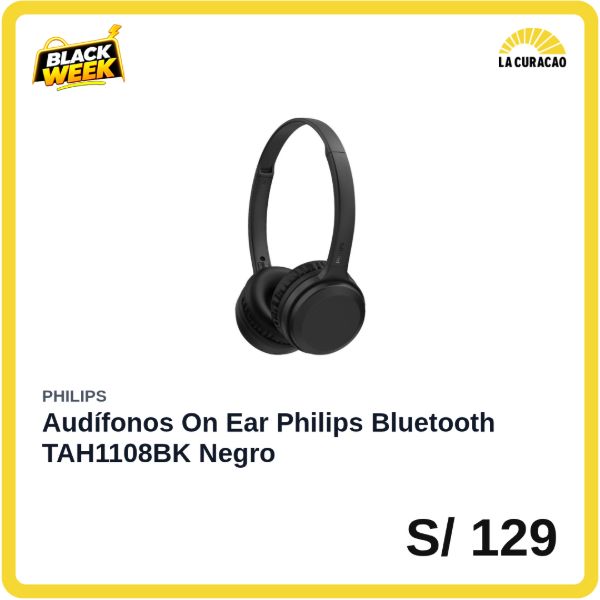 BLACK
WEEK
LA CURACAO
PHILIPS
Audífonos On Ear Philips Bluetooth
TAH1108BK Negro
S/ 129